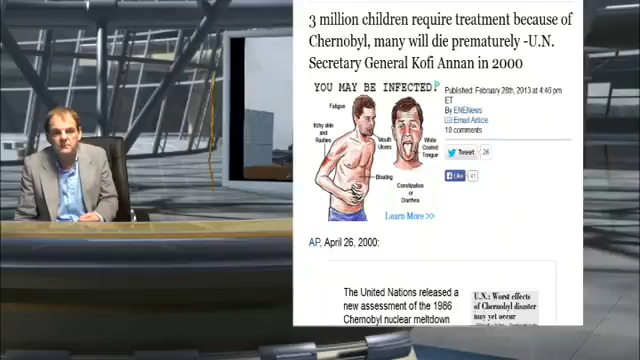 3 million children require treatment because of
Chernobyl, many will die prematurely -U.N.
Secretary General Kofi Annan in 2000
YOU MAY BE INFECTED!
Fatigue
Itchy skin
and
Rashes
Mouth
Ulcers
White
Coated
Tongue
Bloating
Constipation
or
Diarrhea
Learn More >>
Published: February 28th, 2013 at 4:46 pm
ET
By ENENews
Email Article
10 comments
Tweet 26
Like
AP, April 26, 2000:
The United Nations released a
new assessment of the 1986
Chernobyl nuclear meltdown
U.N.: Worst effects
of Chernobyl disaster
may yet occur